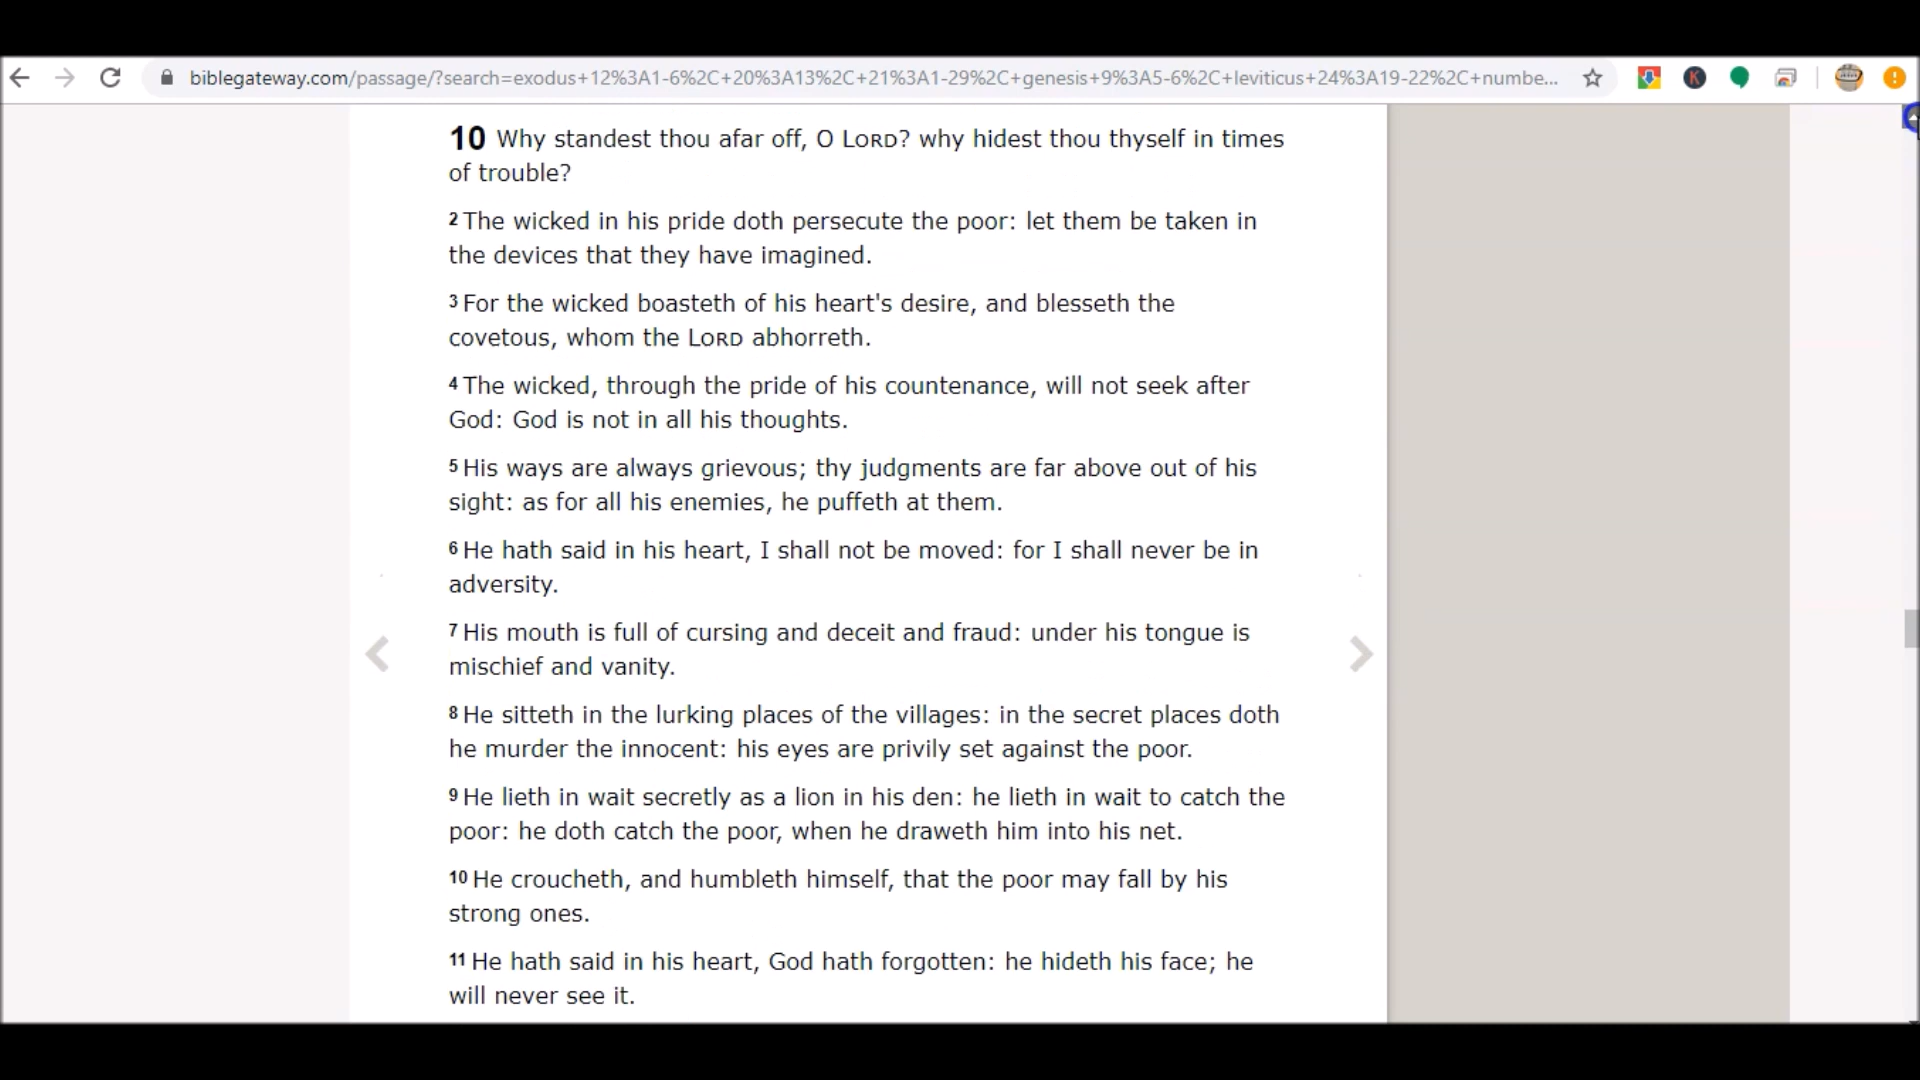 biblegateway.com/passage/?search=exodus+12%3A1-6%2C+20%3A13%2C+21%3A1-29%2C+genesis+9%3A5-6%2C+leviticus+24%3A19-22%2C+numbe...
K
10 Why standest thou afar off, O LORD? why hidest thou thyself in times
of trouble?
2 The wicked in his pride doth persecute the poor: let them be taken in
the devices that they have imagined.
3 For the wicked boasteth of his heart's desire, and blesseth the
covetous, whom the LORD abhorreth.
4 The wicked, through the pride of his countenance, will not seek after
God: God is not in all his thoughts.
5 His ways are always grievous; thy judgments are far above out of his
sight: as for all his enemies, he puffeth at them.
6 He hath said in his heart, I shall not be moved: for I shall never be in
adversity.
7 His mouth is full of cursing and deceit and fraud: under his tongue is
mischief and vanity.
8 He sitteth in the lurking places of the villages: in the secret places doth
he murder the innocent: his eyes are privily set against the poor.
9 He lieth in wait secretly as a lion in his den: he lieth in wait to catch the
poor: he doth catch the poor, when he draweth him into his net.
10 He croucheth, and humbleth himself, that the poor may fall by his
strong ones.
11 He hath said in his heart, God hath forgotten: he hideth his face; he
will never see it.